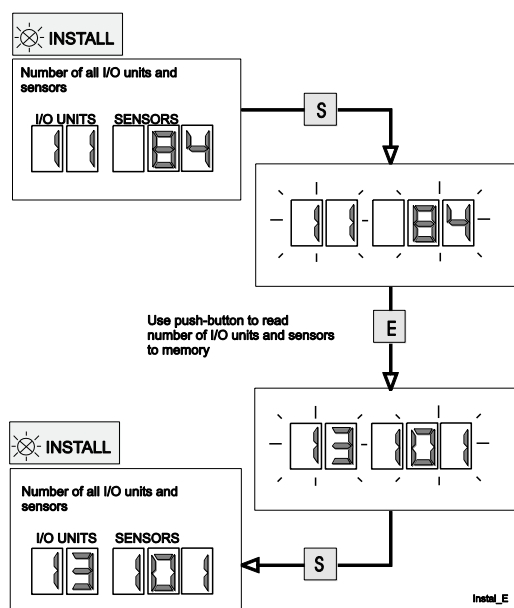 INSTALL
Number of all I/O units and
sensors
I/O UNITS SENSORS
11 84
S
11- 84
Use push-button to read
number of I/O units and sensors
to memory
E
13-101
INSTALL
Number of all I/O units and
sensors
I/O UNITS SENSORS
13 101
S
Instal_E